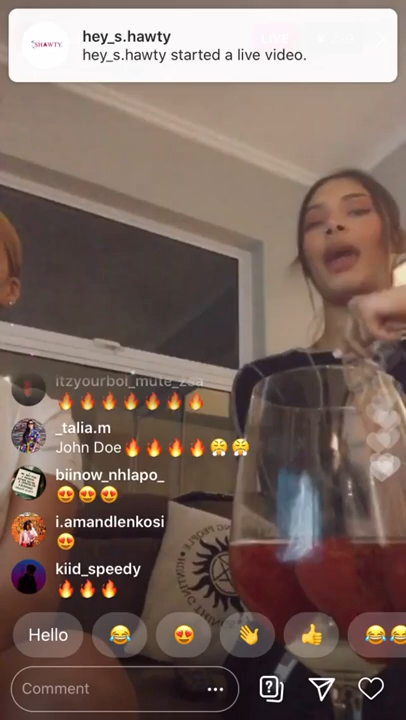 SHAWTY.
hey_s.hawty
hey_s.hawty started a live video.
LIVE
itzyourboi_mute_zsa
🔥🔥🔥🔥🔥🔥🔥
_talia.m
John Doe🔥🔥🔥🔥😤😤
biinow_nhlapo_
😍😍😍
i.amandlenkosi
😍
kiid_speedy
🔥🔥🔥
Hello 😂 😍 👋 👍 😂😂
Comment